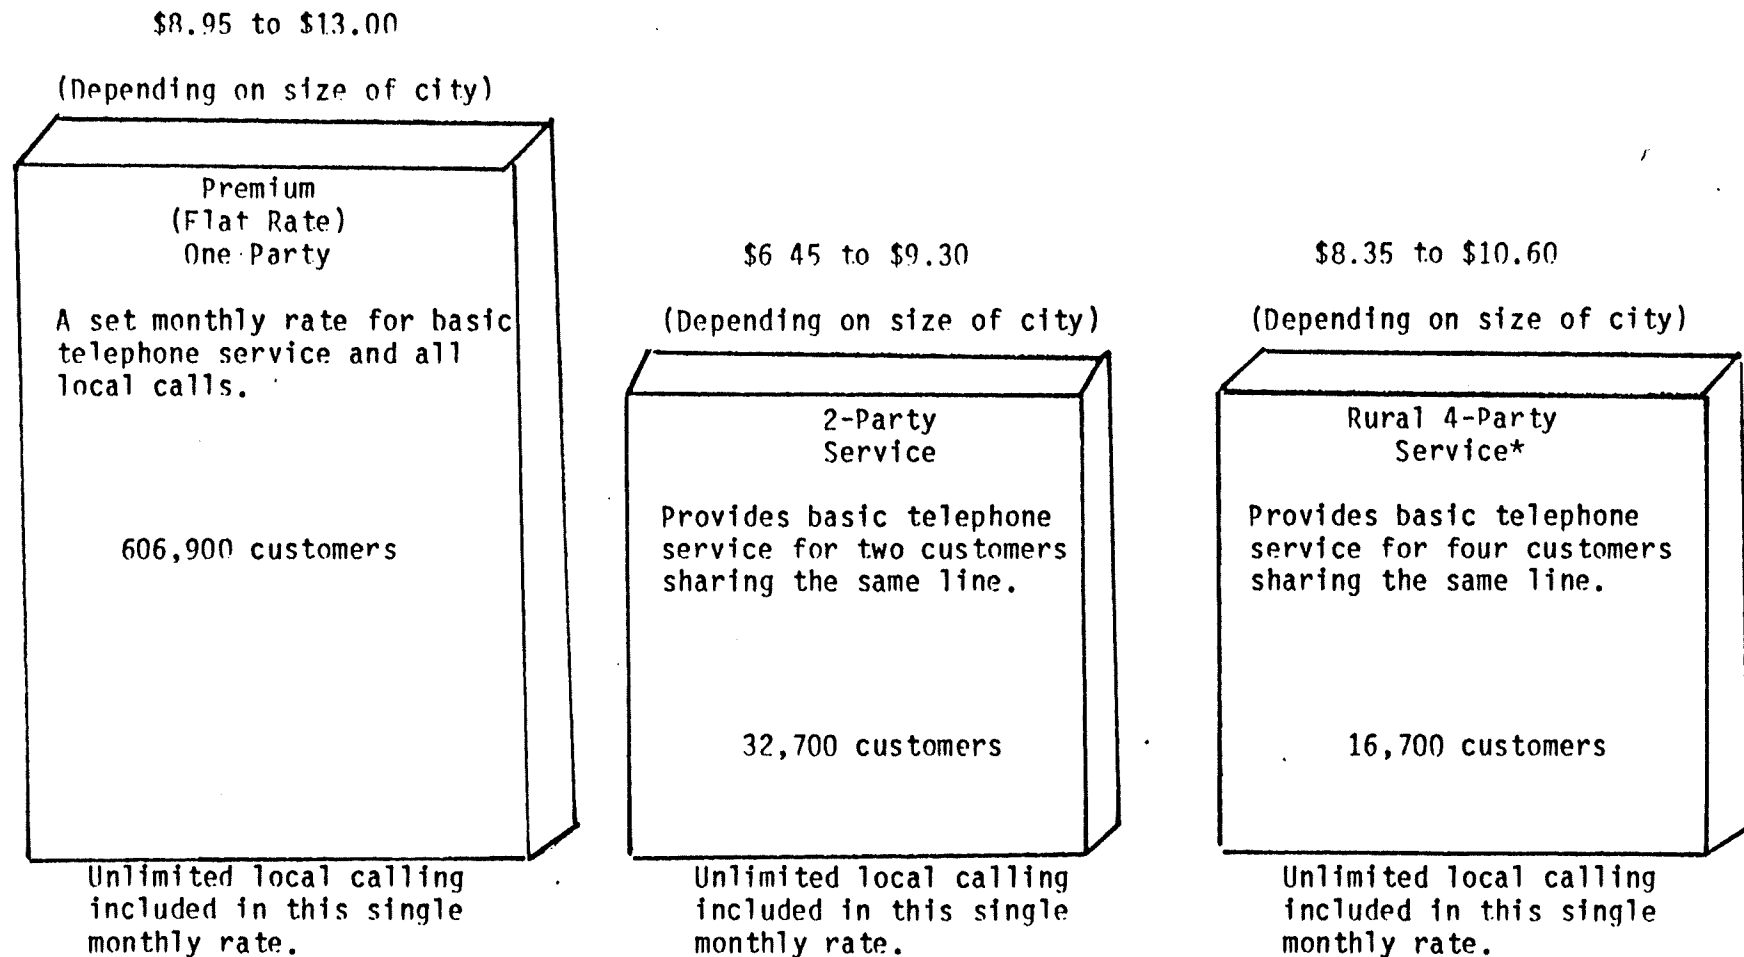 $8.95 to $13.00
(Depending on size of city)
Premium
(Flat Rate)
One Party
A set monthly rate for basic
telephone service and all
local calls.
606,900 customers
Unlimited local calling
included in this single
monthly rate.
$6 45 to $9.30
(Depending on size of city)
2-Party
Service
Provides basic telephone
service for two customers
sharing the same line.
32,700 customers
Unlimited local calling
included in this single
monthly rate.
$8.35 to $10.60
(Depending on size of city)
Rural 4-Party
Service*
Provides basic telephone
service for four customers
sharing the same line.
16,700 customers
Unlimited local calling
included in this single
monthly rate.